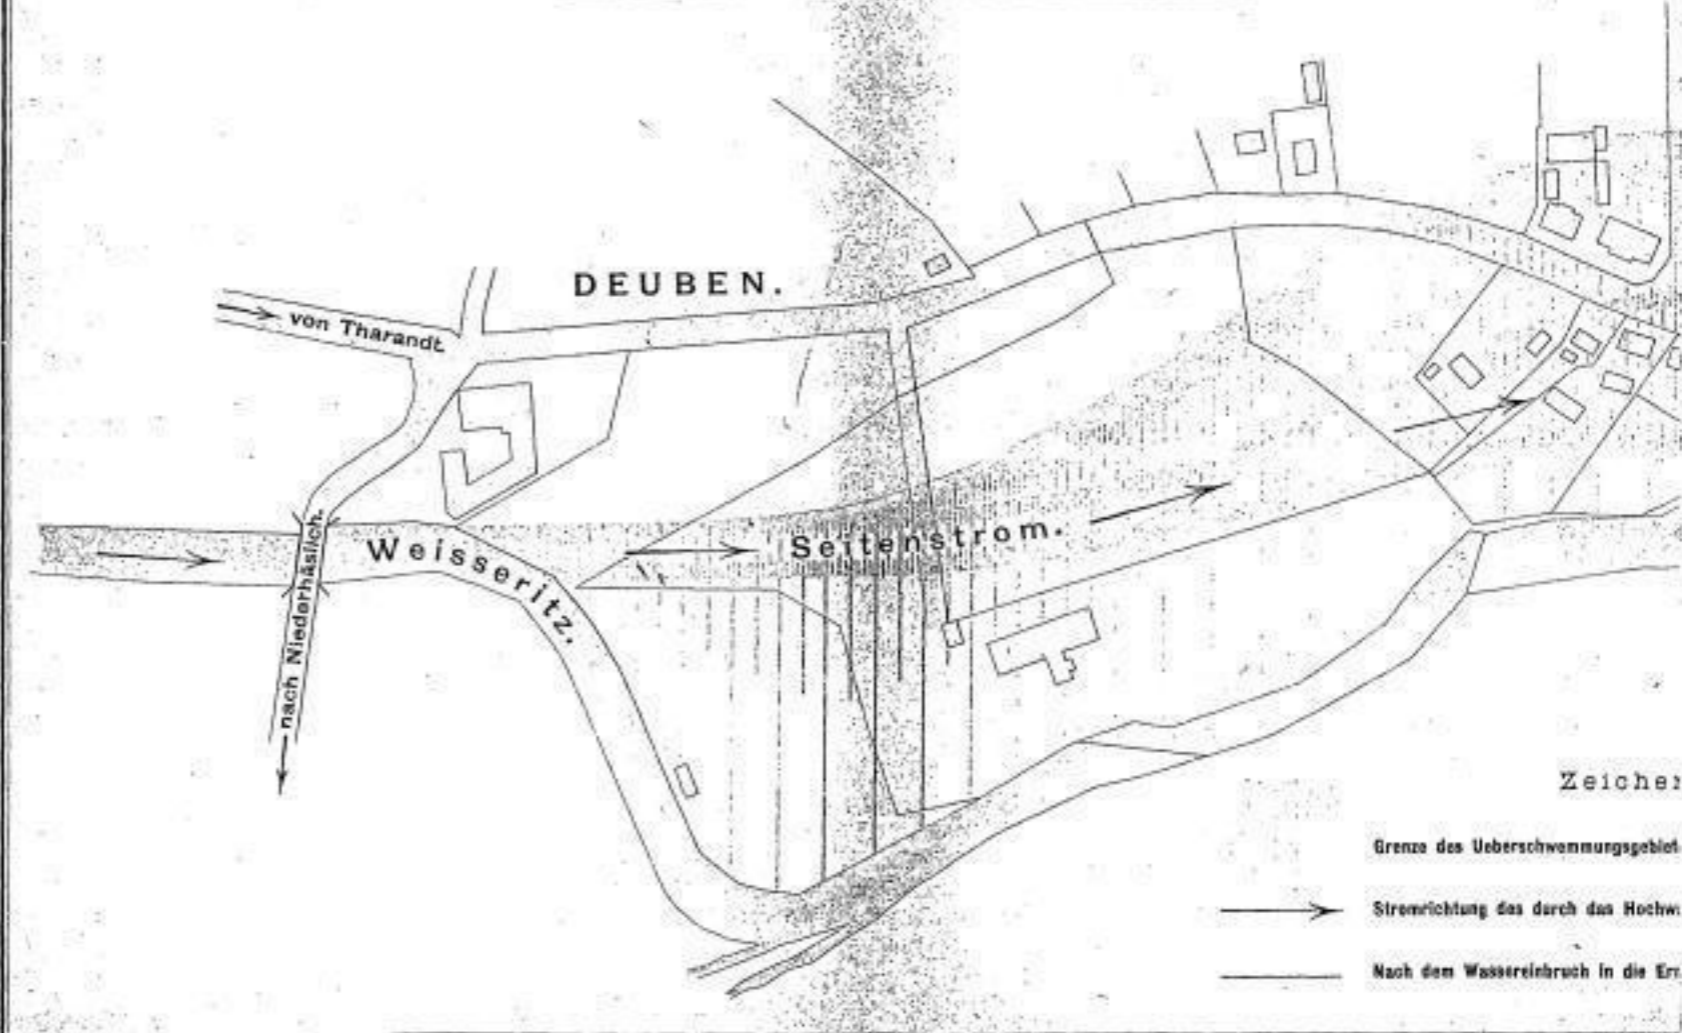 DEUBEN.
von Tharandt.
Weisseritz.
Seitenstrom.
nach Niederhäslich.
Grenze des Ueberschwemmungsgebiet
Stromrichtung des durch das Hochw
Nach dem Wassereinbruch in die